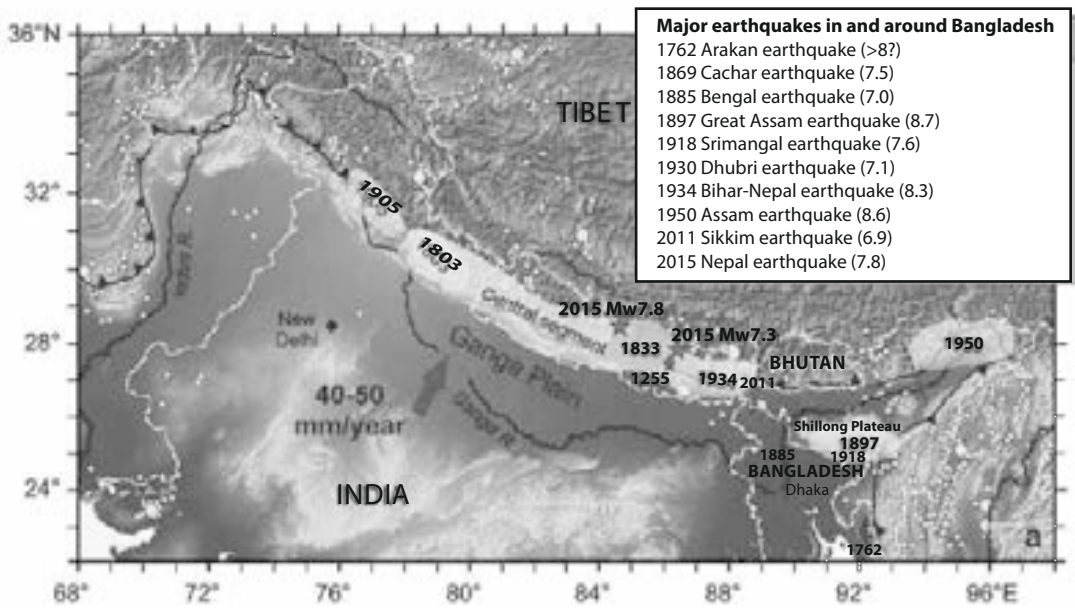 Major earthquakes in and around Bangladesh
1762 Arakan earthquake (>8?)
1869 Cachar earthquake (7.5)
1885 Bengal earthquake (7.0)
1897 Great Assam earthquake (8.7)
1918 Srimangal earthquake (7.6)
1930 Dhubri earthquake (7.1)
1934 Bihar-Nepal earthquake (8.3)
1950 Assam earthquake (8.6)
2011 Sikkim earthquake (6.9)
2015 Nepal earthquake (7.8)
36°N
TIBET
32°
1905
1803
Central segment
2015 Mw7.8
2015 Mw7.3
New
Delhi
28°
1833
1950
BHUTAN
Ganga Plain
1255
1934
2011
40-50
mm/year
Ganga R.
Shillong Plateau
1897
1885
1918
BANGLADESH
24°
INDIA
Dhaka
a
1762
68°
72°
76°
80°
84°
88°
92°
96°E